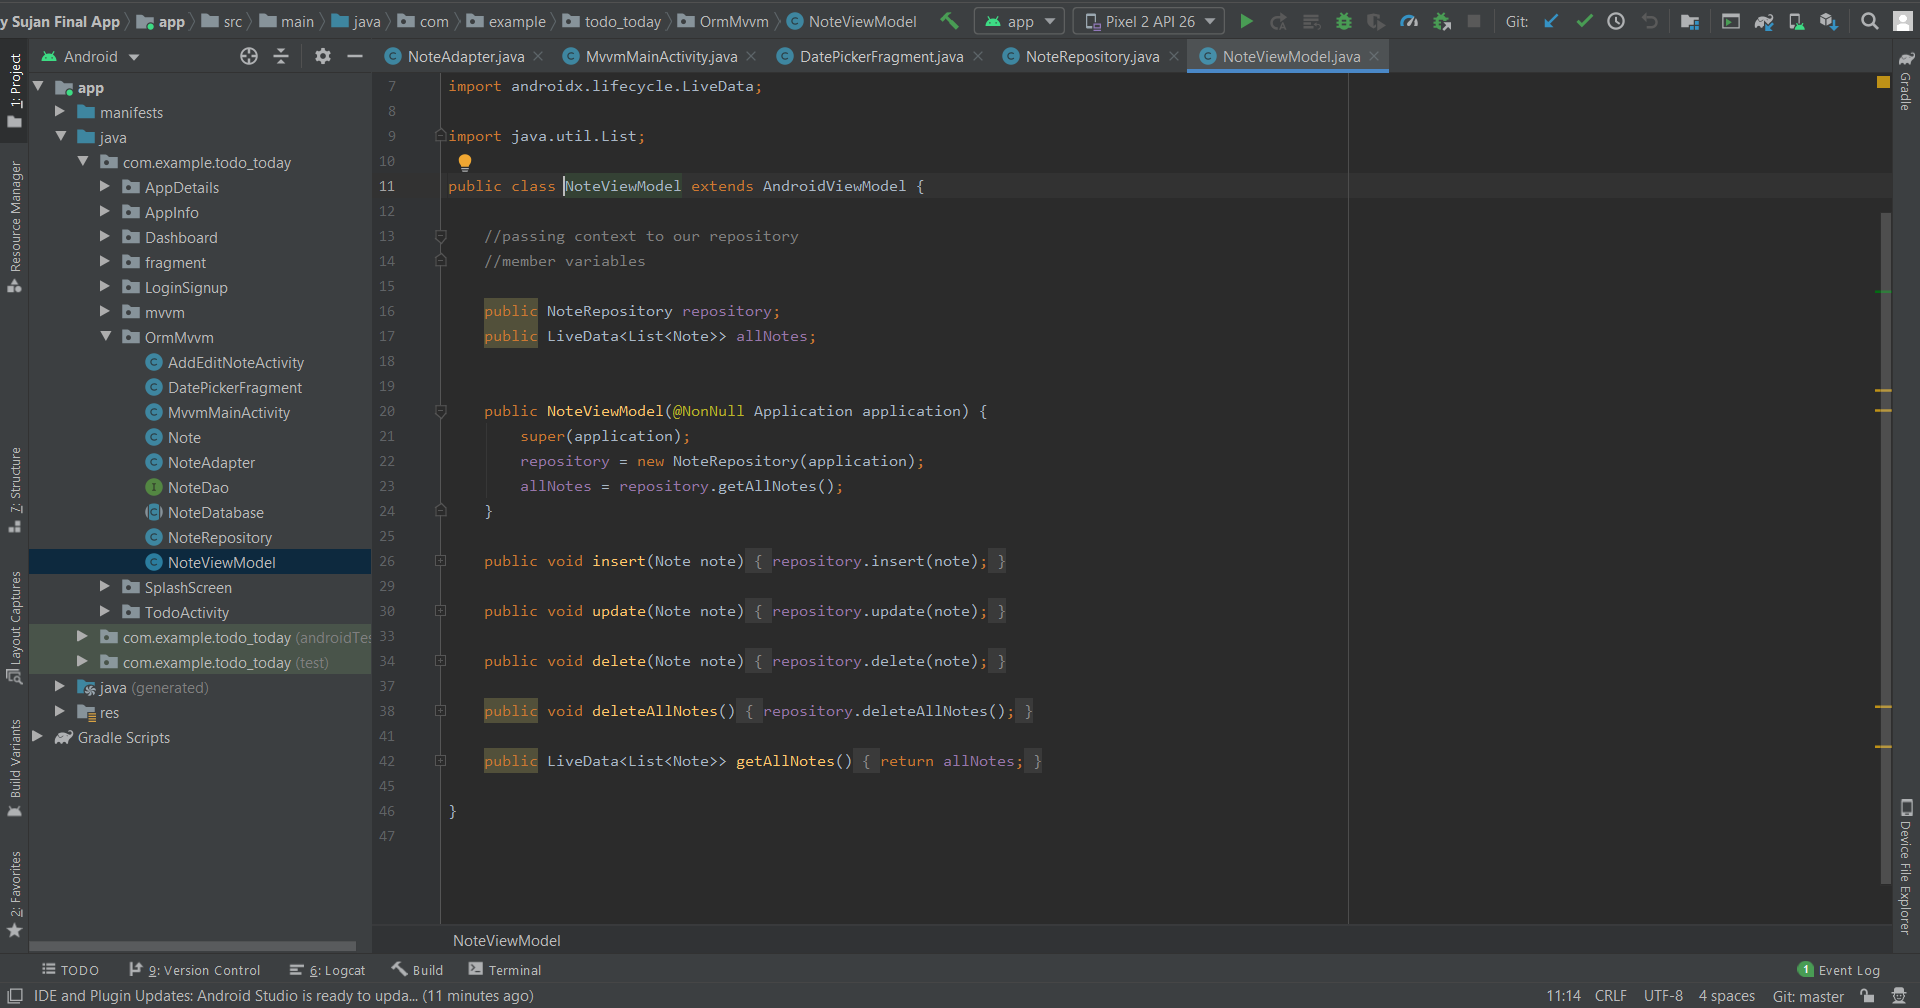 y Sujan Final App app src main java com example todo_today OrmMvvm NoteViewModel app Pixel 2 API 26 Git:
1: Project
Resource Manager
7: Structure
Layout Captures
Build Variants
2: Favorites
Android
app
manifests
java
com.example.todo_today
AppDetails
AppInfo
Dashboard
fragment
LoginSignup
mvvm
OrmMvvm
AddEditNoteActivity
DatePickerFragment
MvvmMainActivity
Note
NoteAdapter
NoteDao
NoteDatabase
NoteRepository
NoteViewModel
SplashScreen
TodoActivity
com.example.todo_today (androidTes
com.example.todo_today (test)
java (generated)
res
Gradle Scripts
NoteAdapter.java MvvmMainActivity.java DatePickerFragment.java NoteRepository.java NoteViewModel.java
7 import androidx.lifecycle.LiveData;
8
9 import java.util.List;
10
11 public class NoteViewModel extends AndroidViewModel {
12
13 //passing context to our repository
14 //member variables
15
16 public NoteRepository repository;
17 public LiveData<List<Note>> allNotes;
18
19
20 public NoteViewModel(@NonNull Application application) {
21 super(application);
22 repository = new NoteRepository(application);
23 allNotes = repository.getAllNotes();
24 }
25
26 public void insert(Note note) { repository.insert(note); }
29
30 public void update(Note note) { repository.update(note); }
33
34 public void delete(Note note) { repository.delete(note); }
37
38 public void deleteAllNotes() { repository.deleteAllNotes(); }
41
42 public LiveData<List<Note>> getAllNotes() { return allNotes; }
45
46 }
47
NoteViewModel
Gradle
Device File Explorer
TODO 9: Version Control 6: Logcat Build Terminal 1 Event Log
IDE and Plugin Updates: Android Studio is ready to upda... (11 minutes ago) 11:14 CRLF UTF-8 4 spaces Git: master